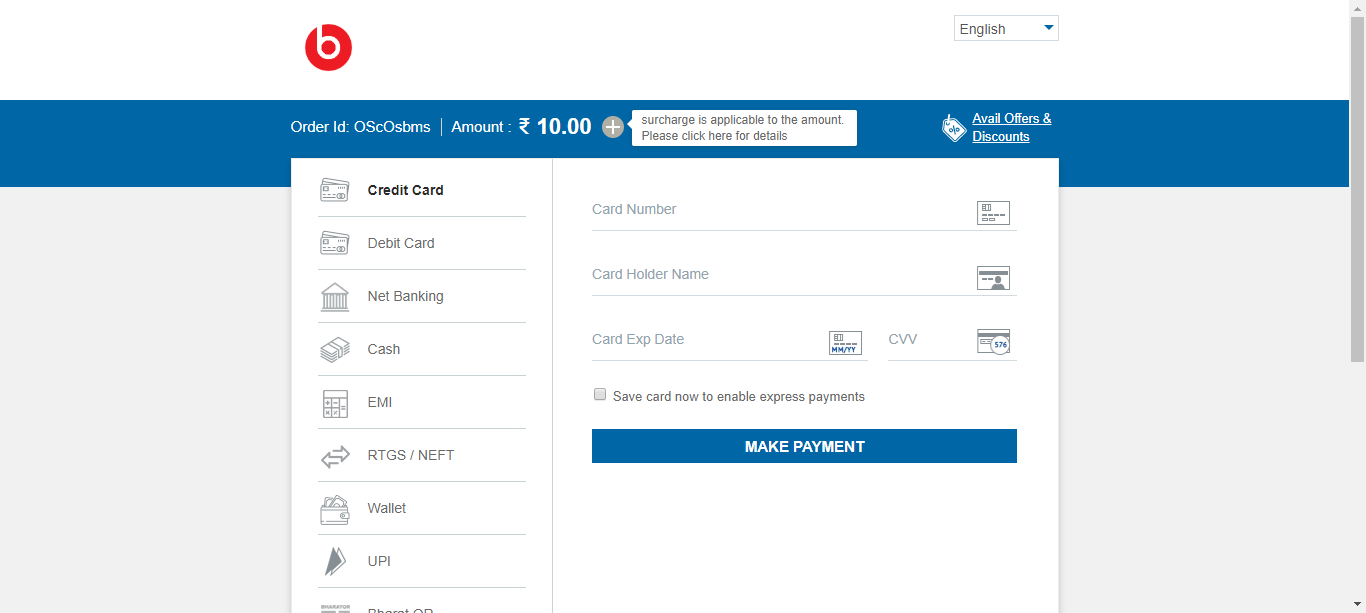 b
English
Order Id: OScOsbms
Amount : ₹ 10.00
surcharge is applicable to the amount.
Please click here for details
Avail Offers &
Discounts
Credit Card
Debit Card
Net Banking
Cash
EMI
RTGS / NEFT
Wallet
UPI
Bharat QR
Card Number
Card Holder Name
Card Exp Date
MM/YY
CVV
576
Save card now to enable express payments
MAKE PAYMENT